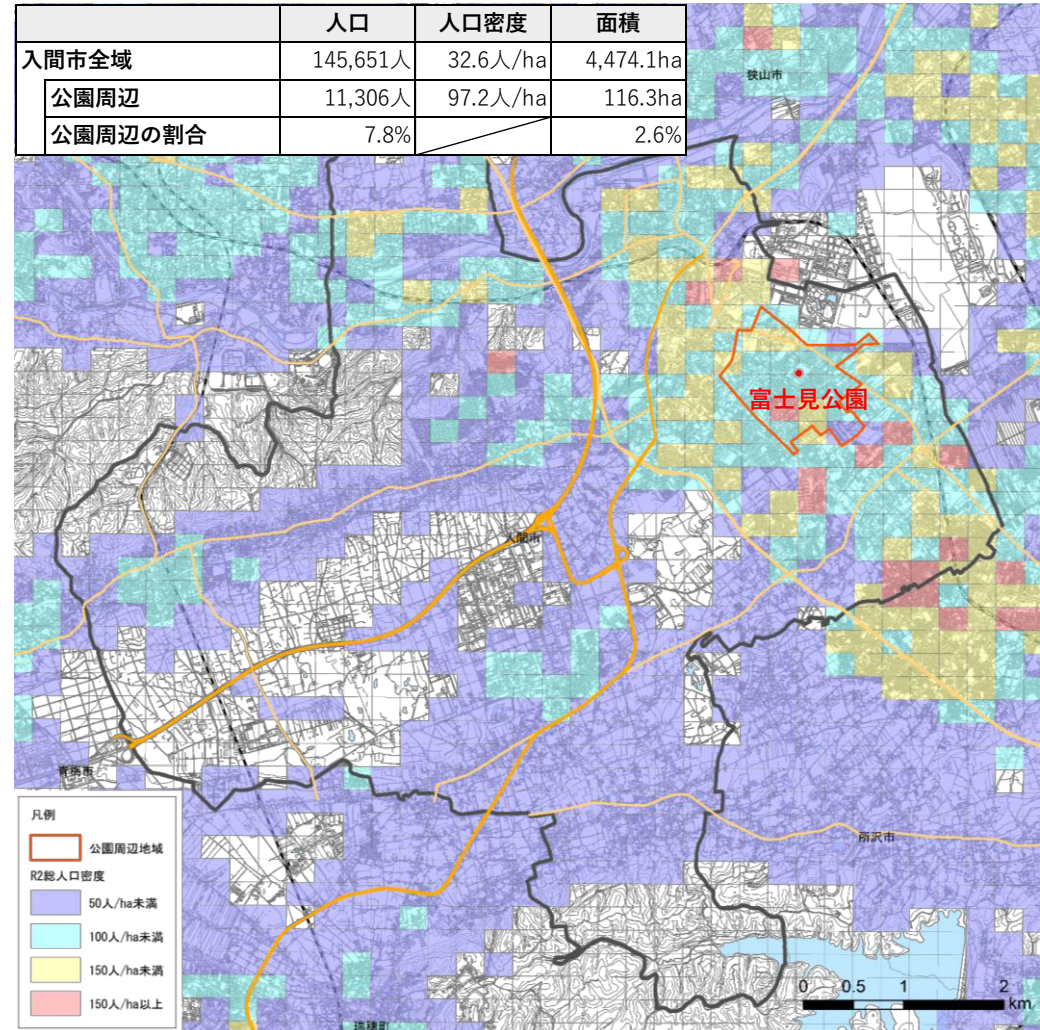 人口 人口密度 面積
入間市全域 145,651人 32.6人/ha 4,474.1ha
公園周辺 11,306人 97.2人/ha 116.3ha
公園周辺の割合 7.8% 2.6%
狭山市
富士見公園
入間市
青梅市
所沢市
瑞穂町
凡例
公園周辺地域
R2総人口密度
50人/ha未満
100人/ha未満
150人/ha未満
150人/ha以上
0 0.5 1 2
km